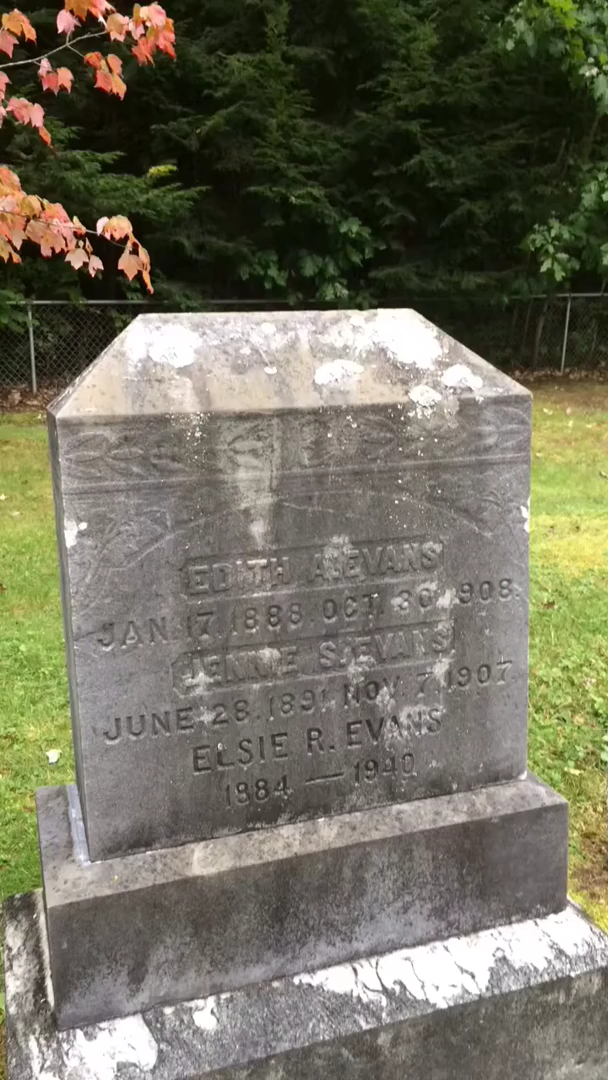 EDITH A. EVANS
JAN. 17, 1888. OCT. 30, 1908.
JENNIE S. EVANS
JUNE 28, 1891. NOV. 7, 1907
ELSIE R. EVANS
1884 — 1940